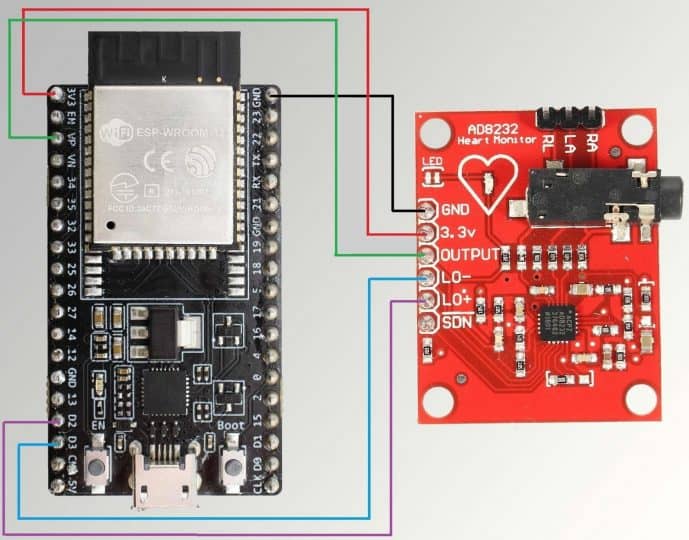 K
WiFi ESP-WROOM-32
CE
R
3V3
EN
VP
VN
34
35
32
33
25
26
27
14
12
GND
13
D2
D3
CMD
5V
GND
23
22
TX
RX
21
GND
19
18
5
17
16
4
0
2
15
D1
D0
CLK
EN
Boot
AD8232
Heart Monitor
RL
LA
RA
LED
GND
3.3v
OUTPUT
LO-
LO+
SDN